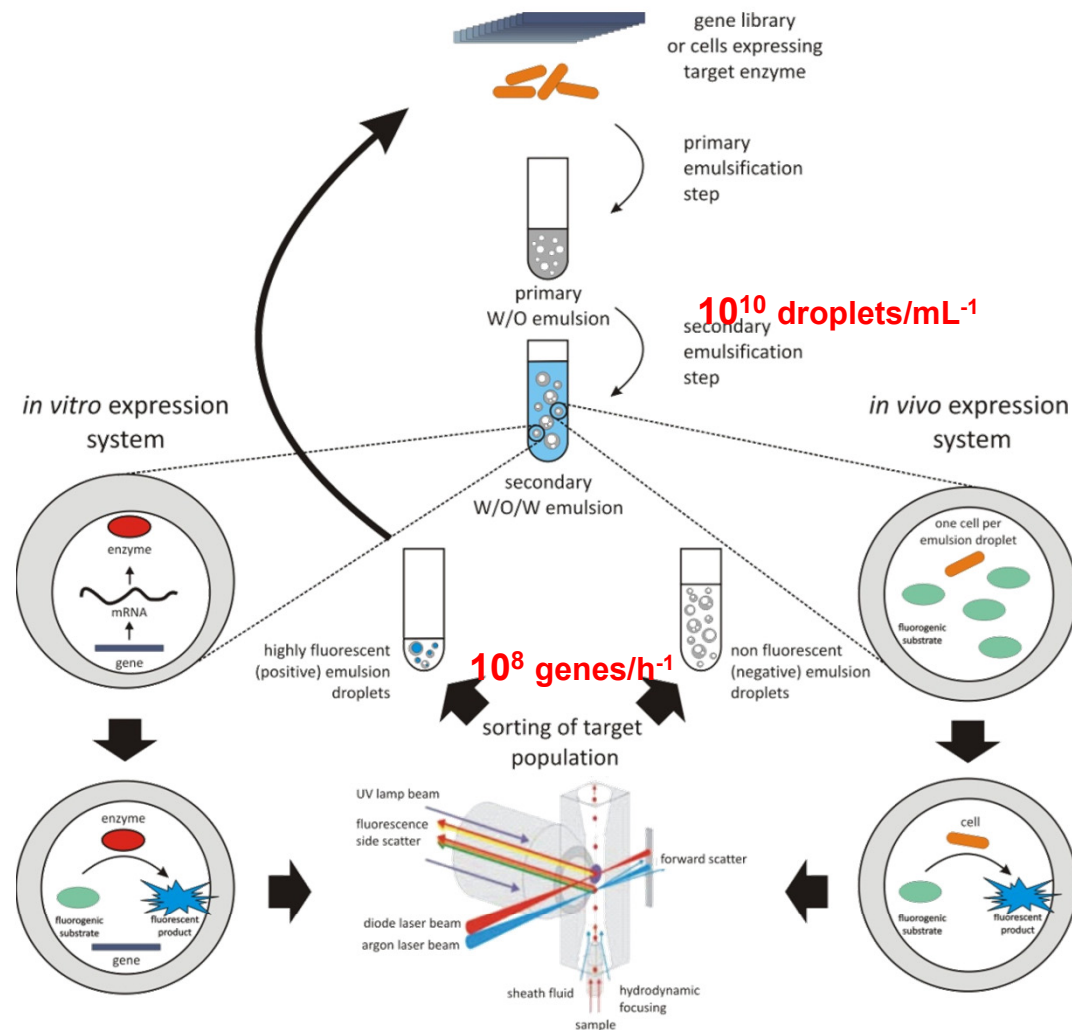 gene library
or cells expressing
target enzyme
primary
emulsification
step
primary
W/O emulsion
10¹⁰ droplets/mL⁻¹
secondary
emulsification
step
in vitro expression
system
in vivo expression
system
secondary
W/O/W emulsion
enzyme
mRNA
gene
one cell per
emulsion droplet
fluorogenic
substrate
highly fluorescent
(positive) emulsion
droplets
10⁸ genes/h⁻¹
non fluorescent
(negative) emulsion
droplets
sorting of target
population
enzyme
fluorogenic
substrate
fluorescent
product
gene
UV lamp beam
fluorescence
side scatter
forward scatter
diode laser beam
argon laser beam
sheath fluid
hydrodynamic
focusing
sample
cell
fluorogenic
substrate
fluorescent
product